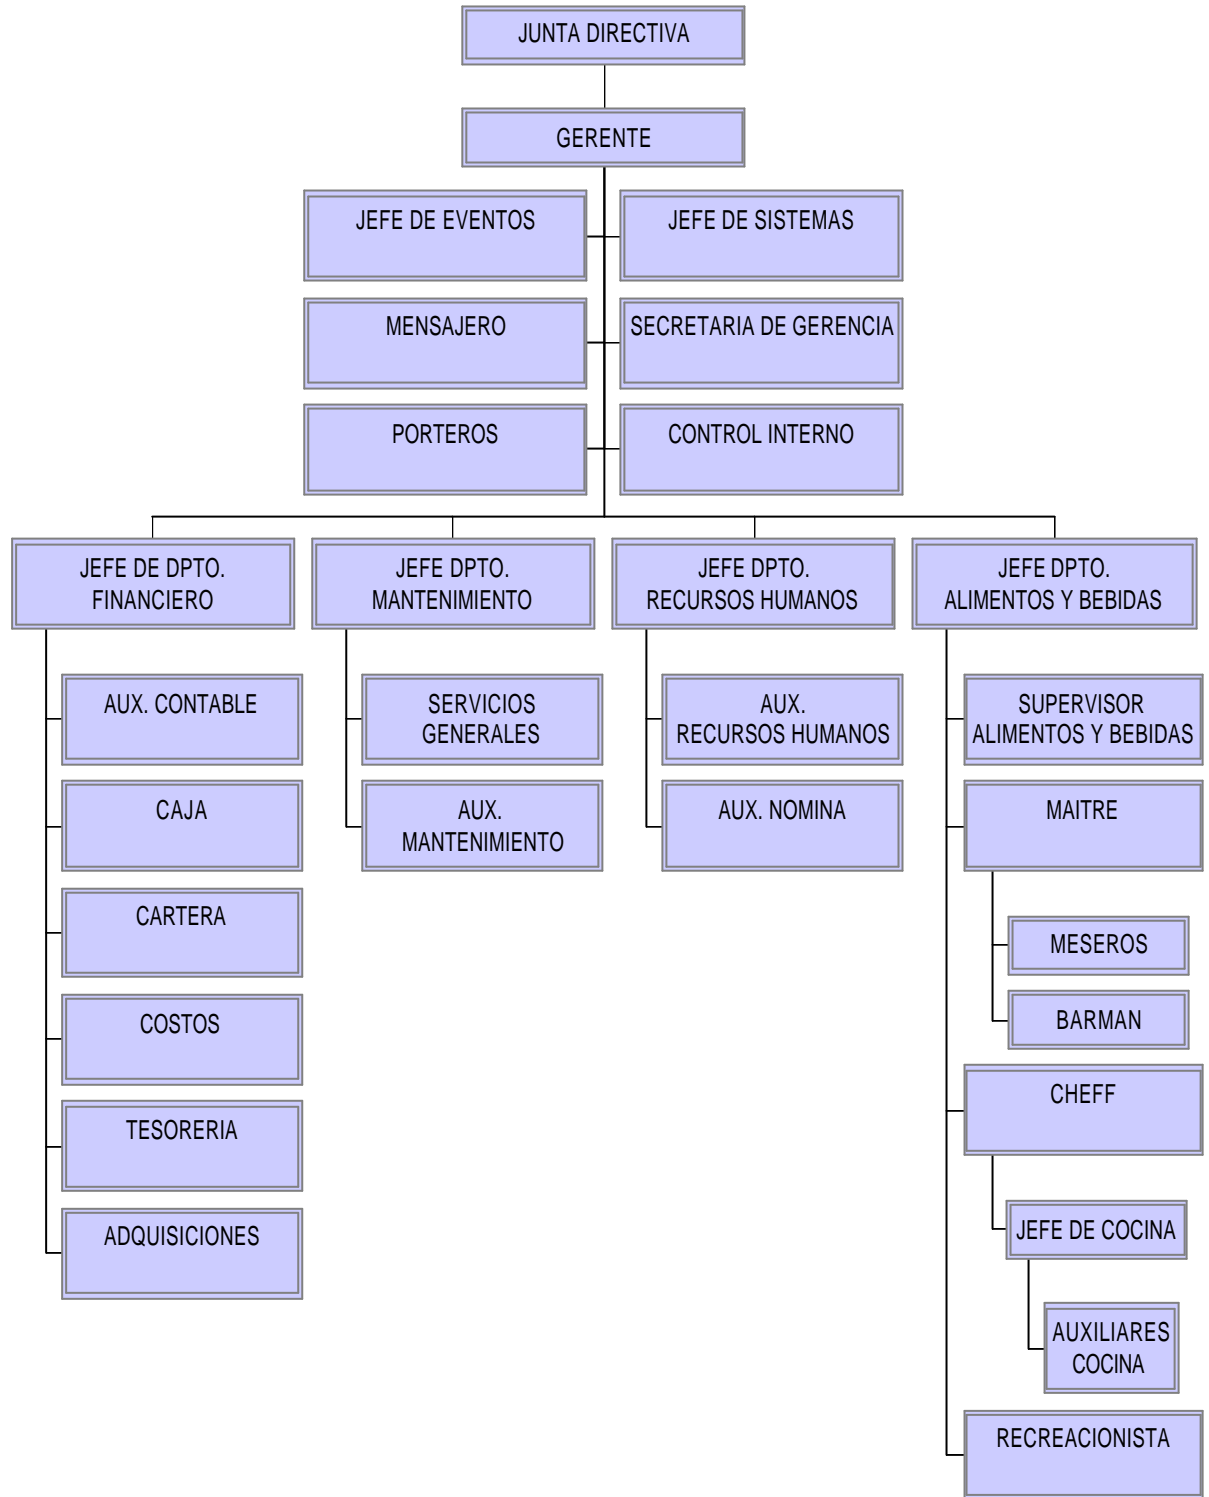 JUNTA DIRECTIVA
GERENTE
JEFE DE EVENTOS
JEFE DE SISTEMAS
MENSAJERO
SECRETARIA DE GERENCIA
PORTEROS
CONTROL INTERNO
JEFE DE DPTO.
FINANCIERO
JEFE DPTO.
MANTENIMIENTO
JEFE DPTO.
RECURSOS HUMANOS
JEFE DPTO.
ALIMENTOS Y BEBIDAS
AUX. CONTABLE
CAJA
CARTERA
COSTOS
TESORERIA
ADQUISICIONES
SERVICIOS
GENERALES
AUX.
MANTENIMIENTO
AUX.
RECURSOS HUMANOS
AUX. NOMINA
SUPERVISOR
ALIMENTOS Y BEBIDAS
MAITRE
MESEROS
BARMAN
CHEFF
JEFE DE COCINA
AUXILIARES
COCINA
RECREACIONISTA